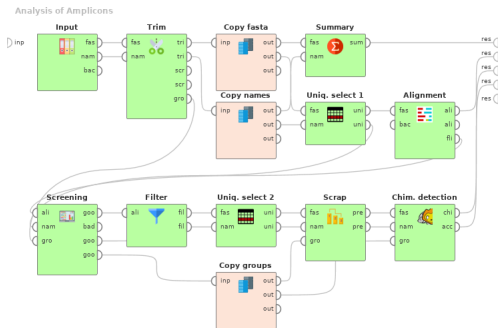 Analysis of Amplicons
Input Trim Copy fasta Summary
inp fas fas tri inp out fas sum res
nam nam tri out nam res
bac scr out res
scr res
gro res
Copy names Uniq. select 1 Alignment
inp out fas uni fas ali
out nam uni bac ali
out fli
Screening Filter Uniq. select 2 Scrap Chim. detection
ali goo ali fil fas uni fas pre fas chi
nam bad fil nam uni nam pre nam acc
gro goo gro gro
goo
Copy groups
inp out
out
out